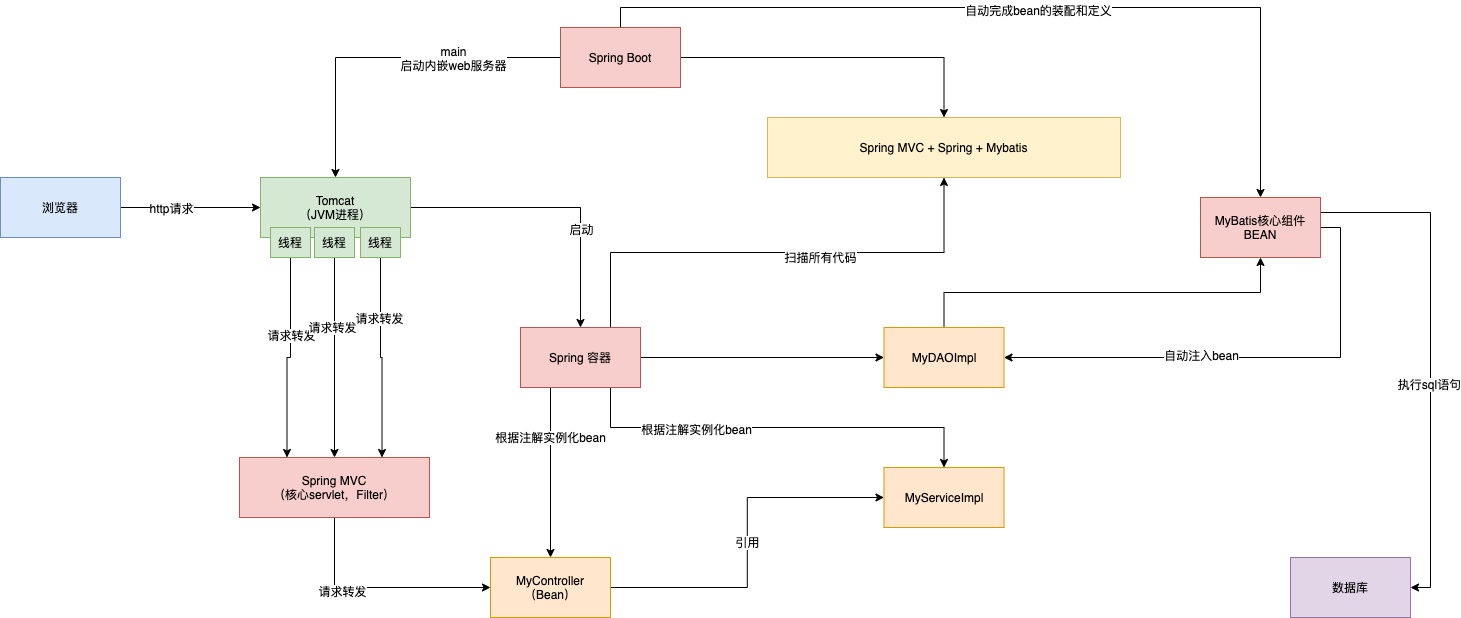 自动完成bean的装配和定义
main
启动内嵌web服务器
Spring Boot
Spring MVC + Spring + Mybatis
浏览器
http请求
Tomcat
（JVM进程）
线程
线程
线程
启动
MyBatis核心组件
BEAN
扫描所有代码
请求转发
请求转发
请求转发
Spring 容器
MyDAOImpl
自动注入bean
执行sql语句
根据注解实例化bean
根据注解实例化bean
Spring MVC
（核心servlet，Filter）
MyServiceImpl
引用
请求转发
MyController
（Bean）
数据库